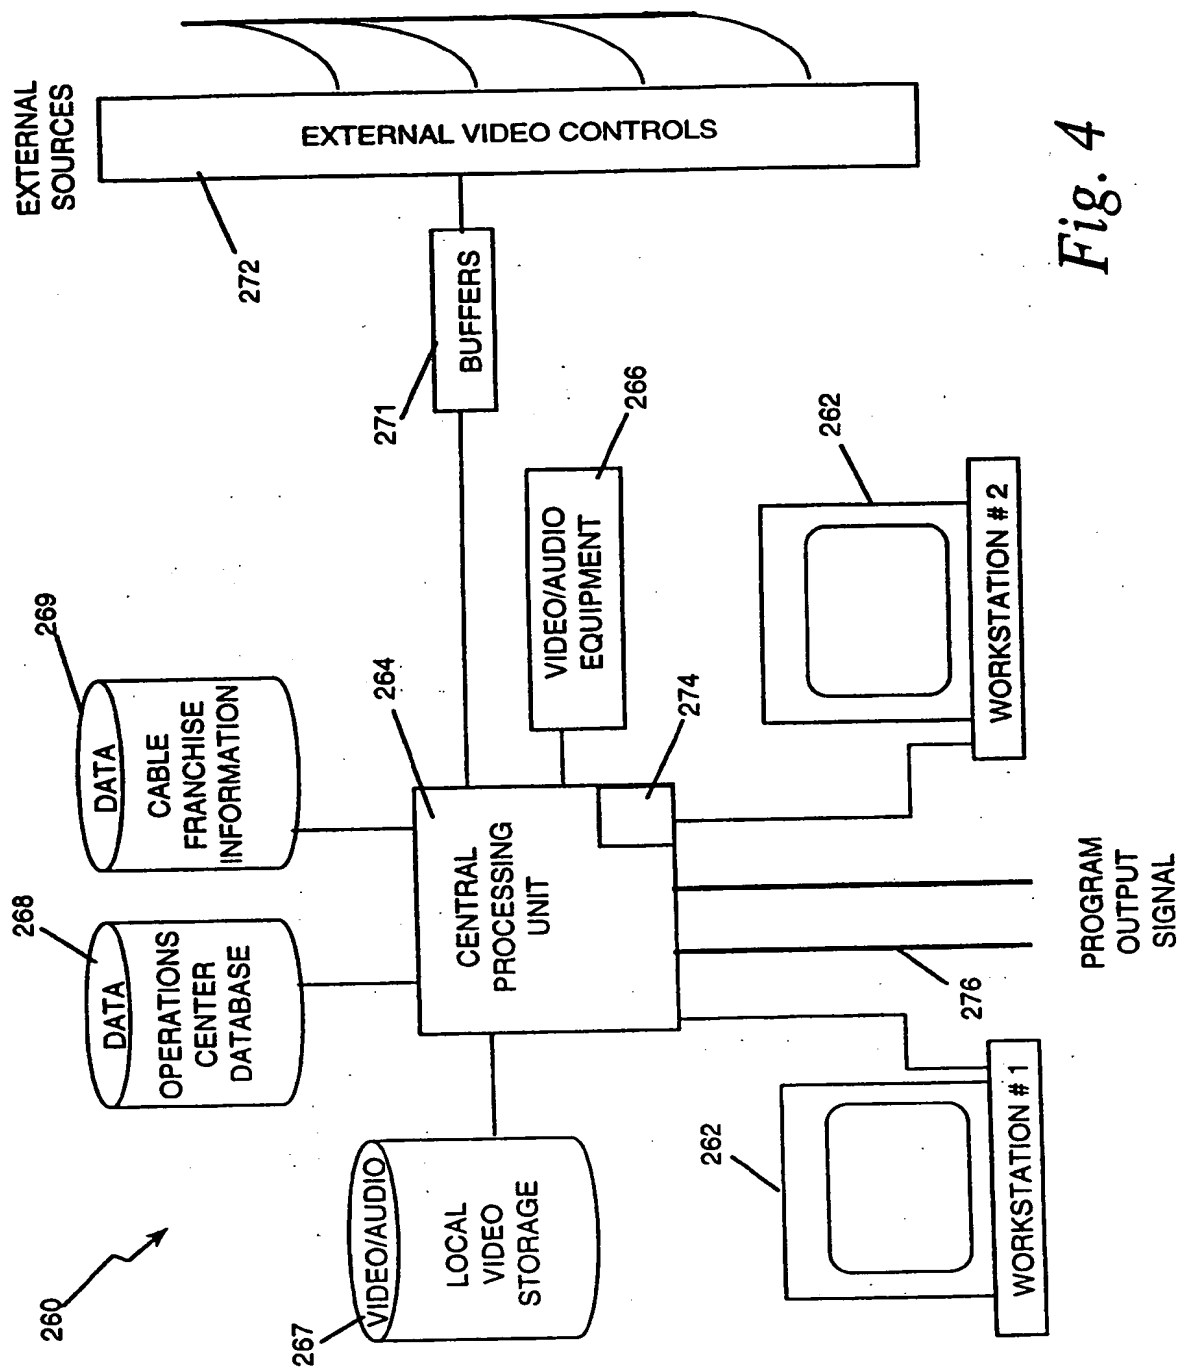 260
268
269
DATA
OPERATIONS
CENTER
DATABASE
DATA
CABLE
FRANCHISE
INFORMATION
EXTERNAL
SOURCES
272
EXTERNAL VIDEO CONTROLS
267
VIDEO/AUDIO
LOCAL
VIDEO
STORAGE
264
CENTRAL
PROCESSING
UNIT
271
BUFFERS
266
VIDEO/AUDIO
EQUIPMENT
274
262
WORKSTATION # 1
276
PROGRAM
OUTPUT
SIGNAL
262
WORKSTATION # 2
Fig. 4